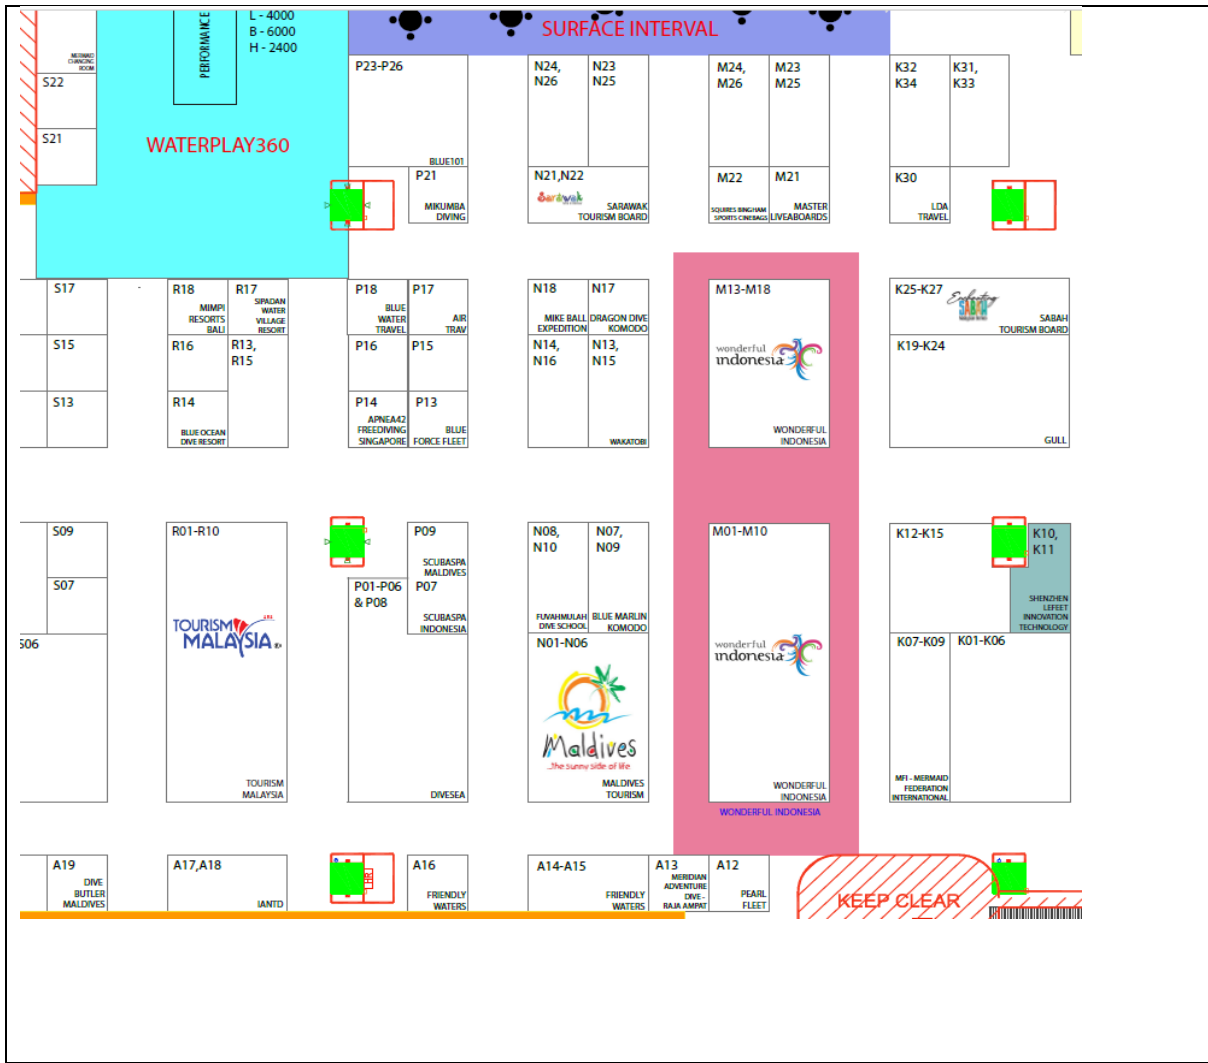 PERFORMANCE
L - 4000
B - 6000
H - 2400
SURFACE INTERVAL
MERMAID
CHANGING
ROOM
S22
S21
WATERPLAY360
P23-P26
BLUE101
P21
MIKUMBA
DIVING
N24,
N26
N23
N25
N21,N22
Sarawak
SARAWAK
TOURISM BOARD
M24,
M26
M23
M25
M22
SQUIRES BINGHAM
SPORTS CINEBAGS
M21
MASTER
LIVEABOARDS
K32
K34
K31,
K33
K30
LDA
TRAVEL
S17
S15
S13
R18
MIMPI
RESORTS
BALI
R17
SIPADAN
WATER
VILLAGE
RESORT
R16
R13,
R15
R14
BLUE OCEAN
DIVE RESORT
P18
BLUE
WATER
TRAVEL
P17
AIR
TRAV
P16
P15
P14
APNEA42
FREEDIVING
SINGAPORE
P13
BLUE
FORCE FLEET
N18
MIKE BALL
EXPEDITION
N17
DRAGON DIVE
KOMODO
N14,
N16
N13,
N15
WAKATOBI
M13-M18
wonderful
indonesia
WONDERFUL
INDONESIA
K25-K27
Enchanting
SABAH
SABAH
TOURISM BOARD
K19-K24
GULL
S09
S07
S06
R01-R10
TOURISM
MALAYSIA
TOURISM
MALAYSIA
P09
SCUBASPA
MALDIVES
P01-P06
& P08
P07
SCUBASPA
INDONESIA
DIVESEA
N08,
N10
FUVAHMULAH
DIVE SCHOOL
N07,
N09
BLUE MARLIN
KOMODO
N01-N06
Maldives
...the sunny side of life
MALDIVES
TOURISM
M01-M10
wonderful
indonesia
WONDERFUL
INDONESIA
WONDERFUL INDONESIA
K12-K15
K10,
K11
SHENZHEN
LEFEET
INNOVATION
TECHNOLOGY
K07-K09
MFI - MERMAID
FEDERATION
INTERNATIONAL
K01-K06
A19
DIVE
BUTLER
MALDIVES
A17,A18
IANTD
HR
A16
FRIENDLY
WATERS
A14-A15
FRIENDLY
WATERS
A13
MERIDIAN
ADVENTURE
DIVE -
RAJA AMPAT
A12
PEARL
FLEET
KEEP CLEAR